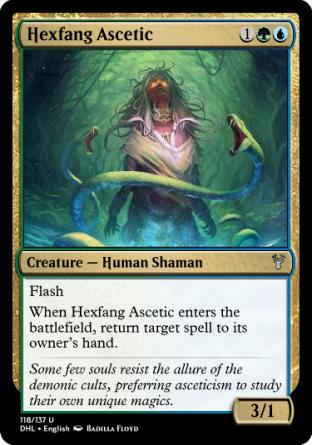 Hexfang Ascetic 1
Creature — Human Shaman
Flash
When Hexfang Ascetic enters the
battlefield, return target spell to its
owner's hand.
Some few souls resist the allure of the
demonic cults, preferring asceticism to study
their own unique magics.
3/1
118/137 U
DHL • English Badilla Floyd